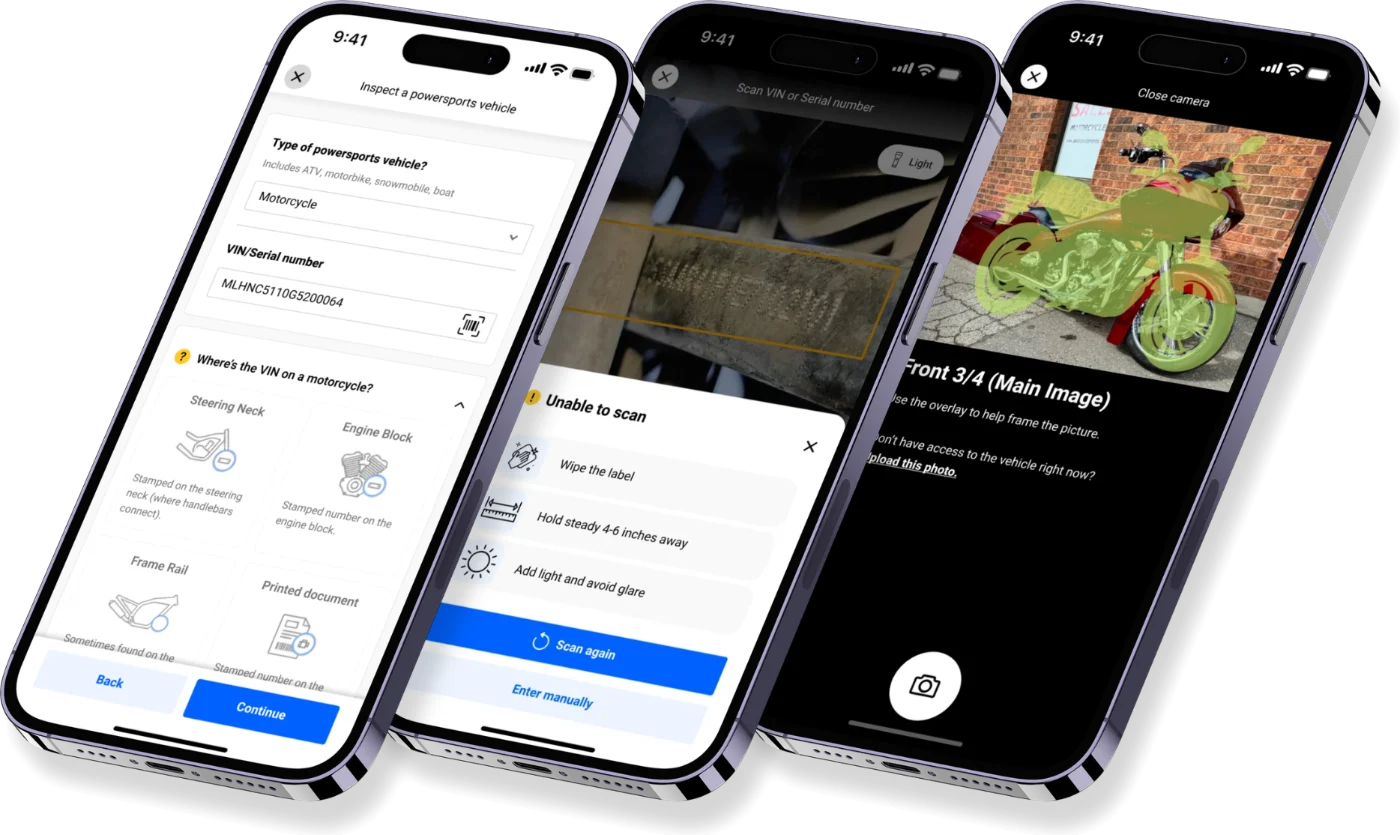 9:41
Inspect a powersports vehicle
Type of powersports vehicle?
Includes ATV, motorbike, snowmobile, boat
Motorcycle
VIN/Serial number
MLHNC5110G5200064
Where's the VIN on a motorcycle?
Steering Neck
Stamped on the steering
neck (where handlebars
connect).
Engine Block
Stamped number on the
engine block.
Frame Rail
Sometimes found on the
Printed document
Stamped number on the
Back
Continue
9:41
Scan VIN or Serial number
Light
Unable to scan
Wipe the label
Hold steady 4-6 inches away
Add light and avoid glare
Scan again
Enter manually
9:41
Close camera
Front 3/4 (Main Image)
se the overlay to help frame the picture.
on't have access to the vehicle right now?
pload this photo.